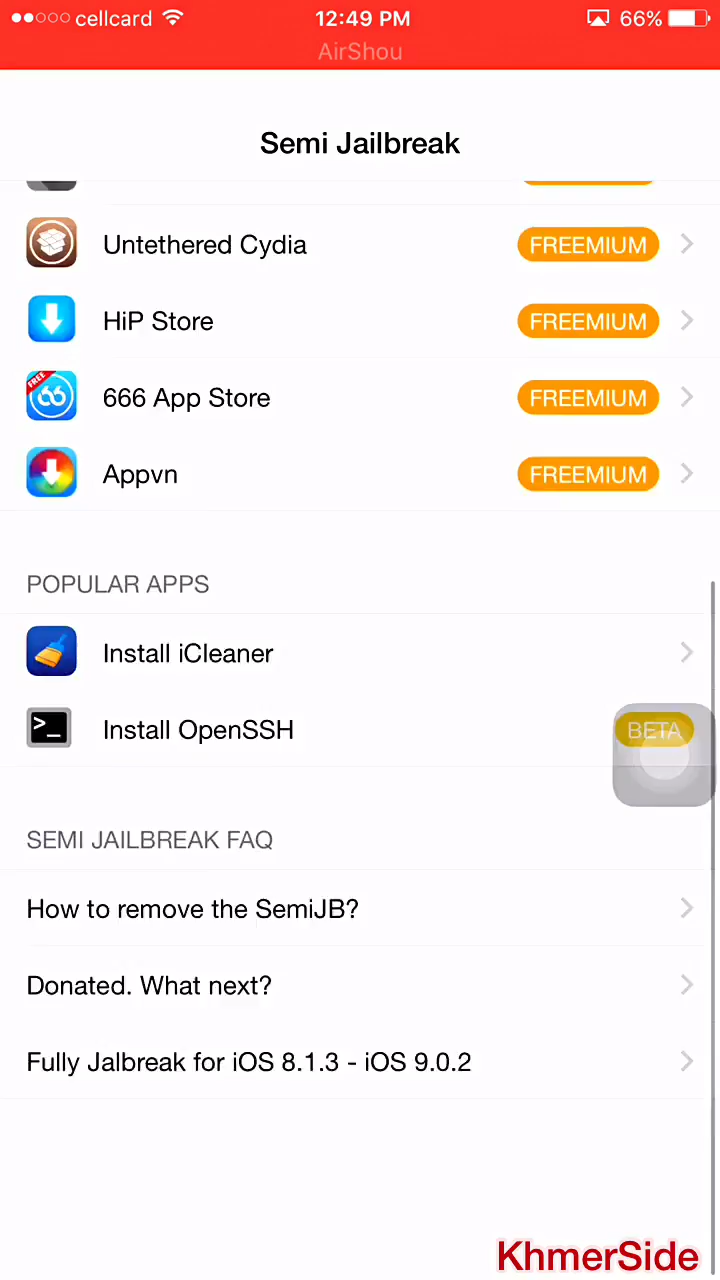 cellcard 12:49 PM 66%
AirShou
Semi Jailbreak
Untethered Cydia FREEMIUM
HiP Store FREEMIUM
FREE
666 App Store FREEMIUM
Appvn FREEMIUM
POPULAR APPS
Install iCleaner
Install OpenSSH BETA
SEMI JAILBREAK FAQ
How to remove the SemiJB?
Donated. What next?
Fully Jalbreak for iOS 8.1.3 - iOS 9.0.2
KhmerSide